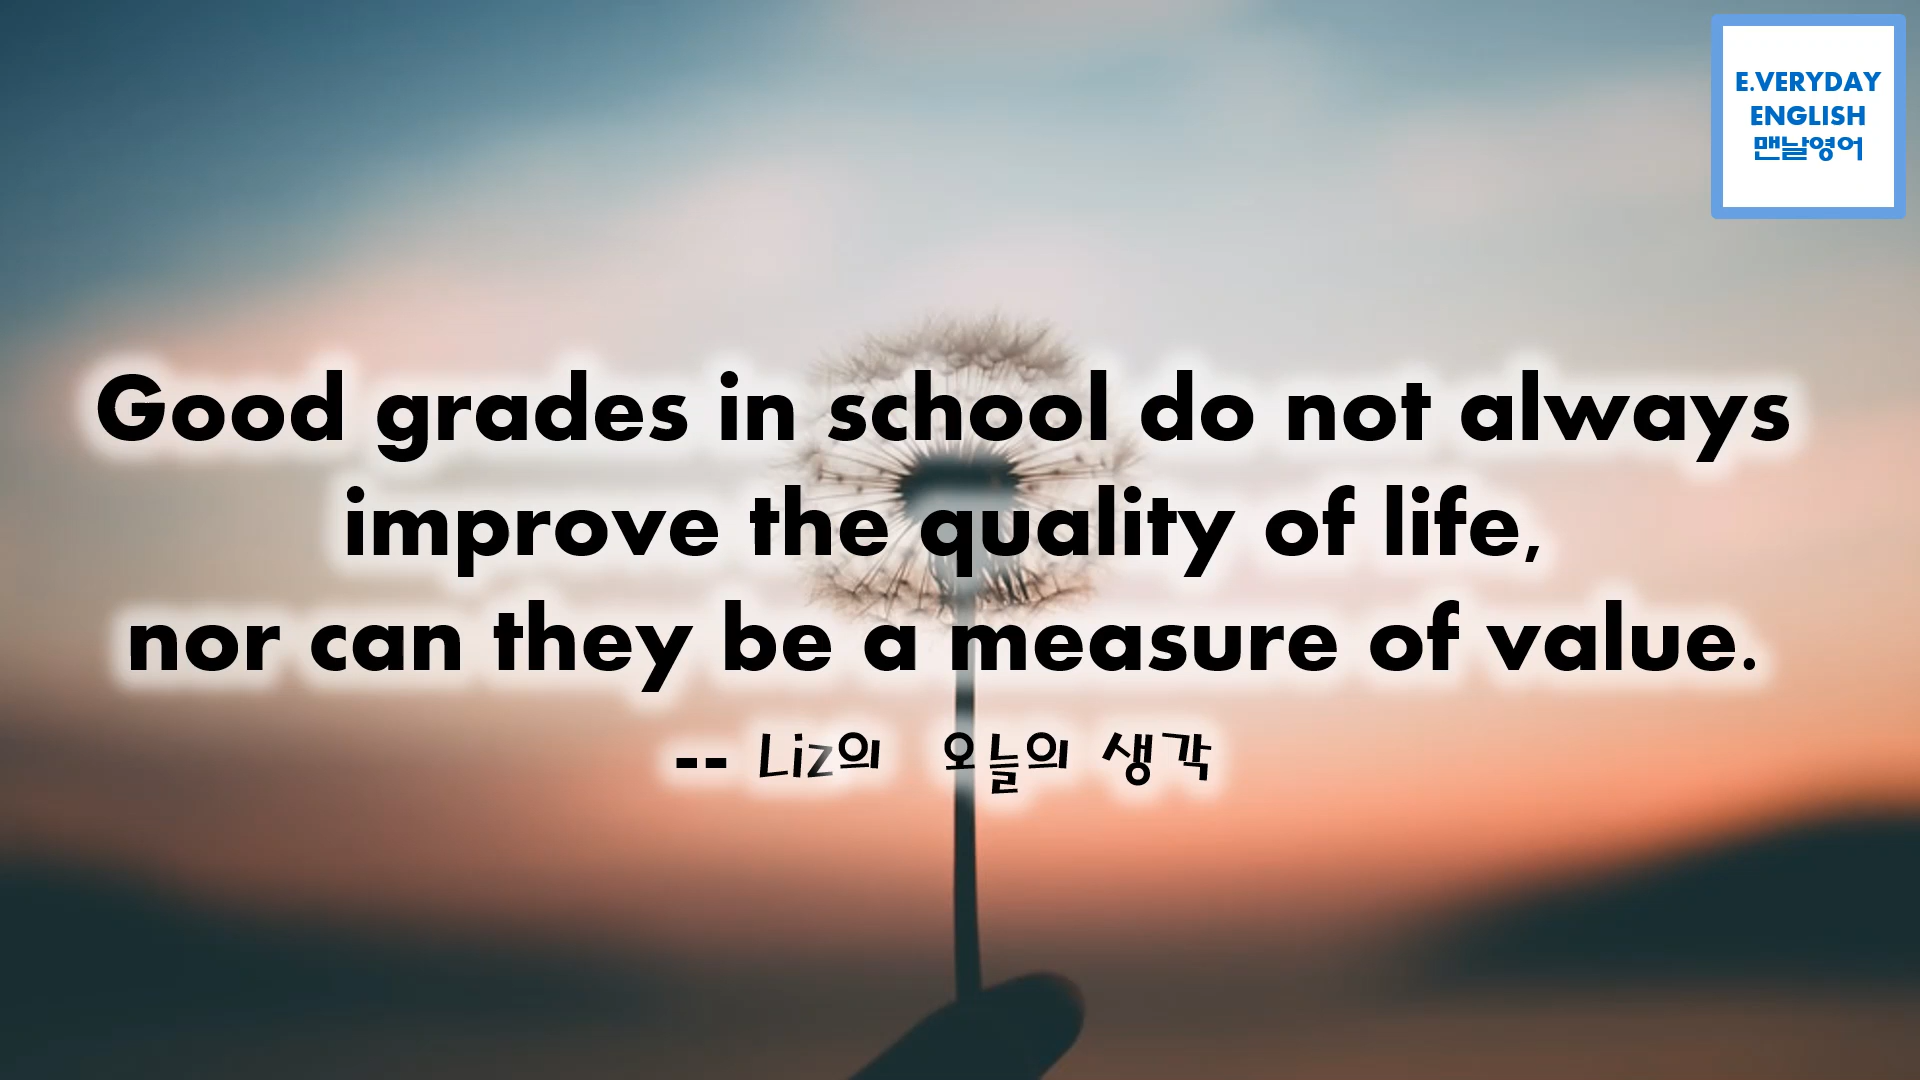 E.VERYDAY
ENGLISH
맨날영어
Good grades in school do not always
improve the quality of life,
nor can they be a measure of value.
-- Liz의 오늘의 생각